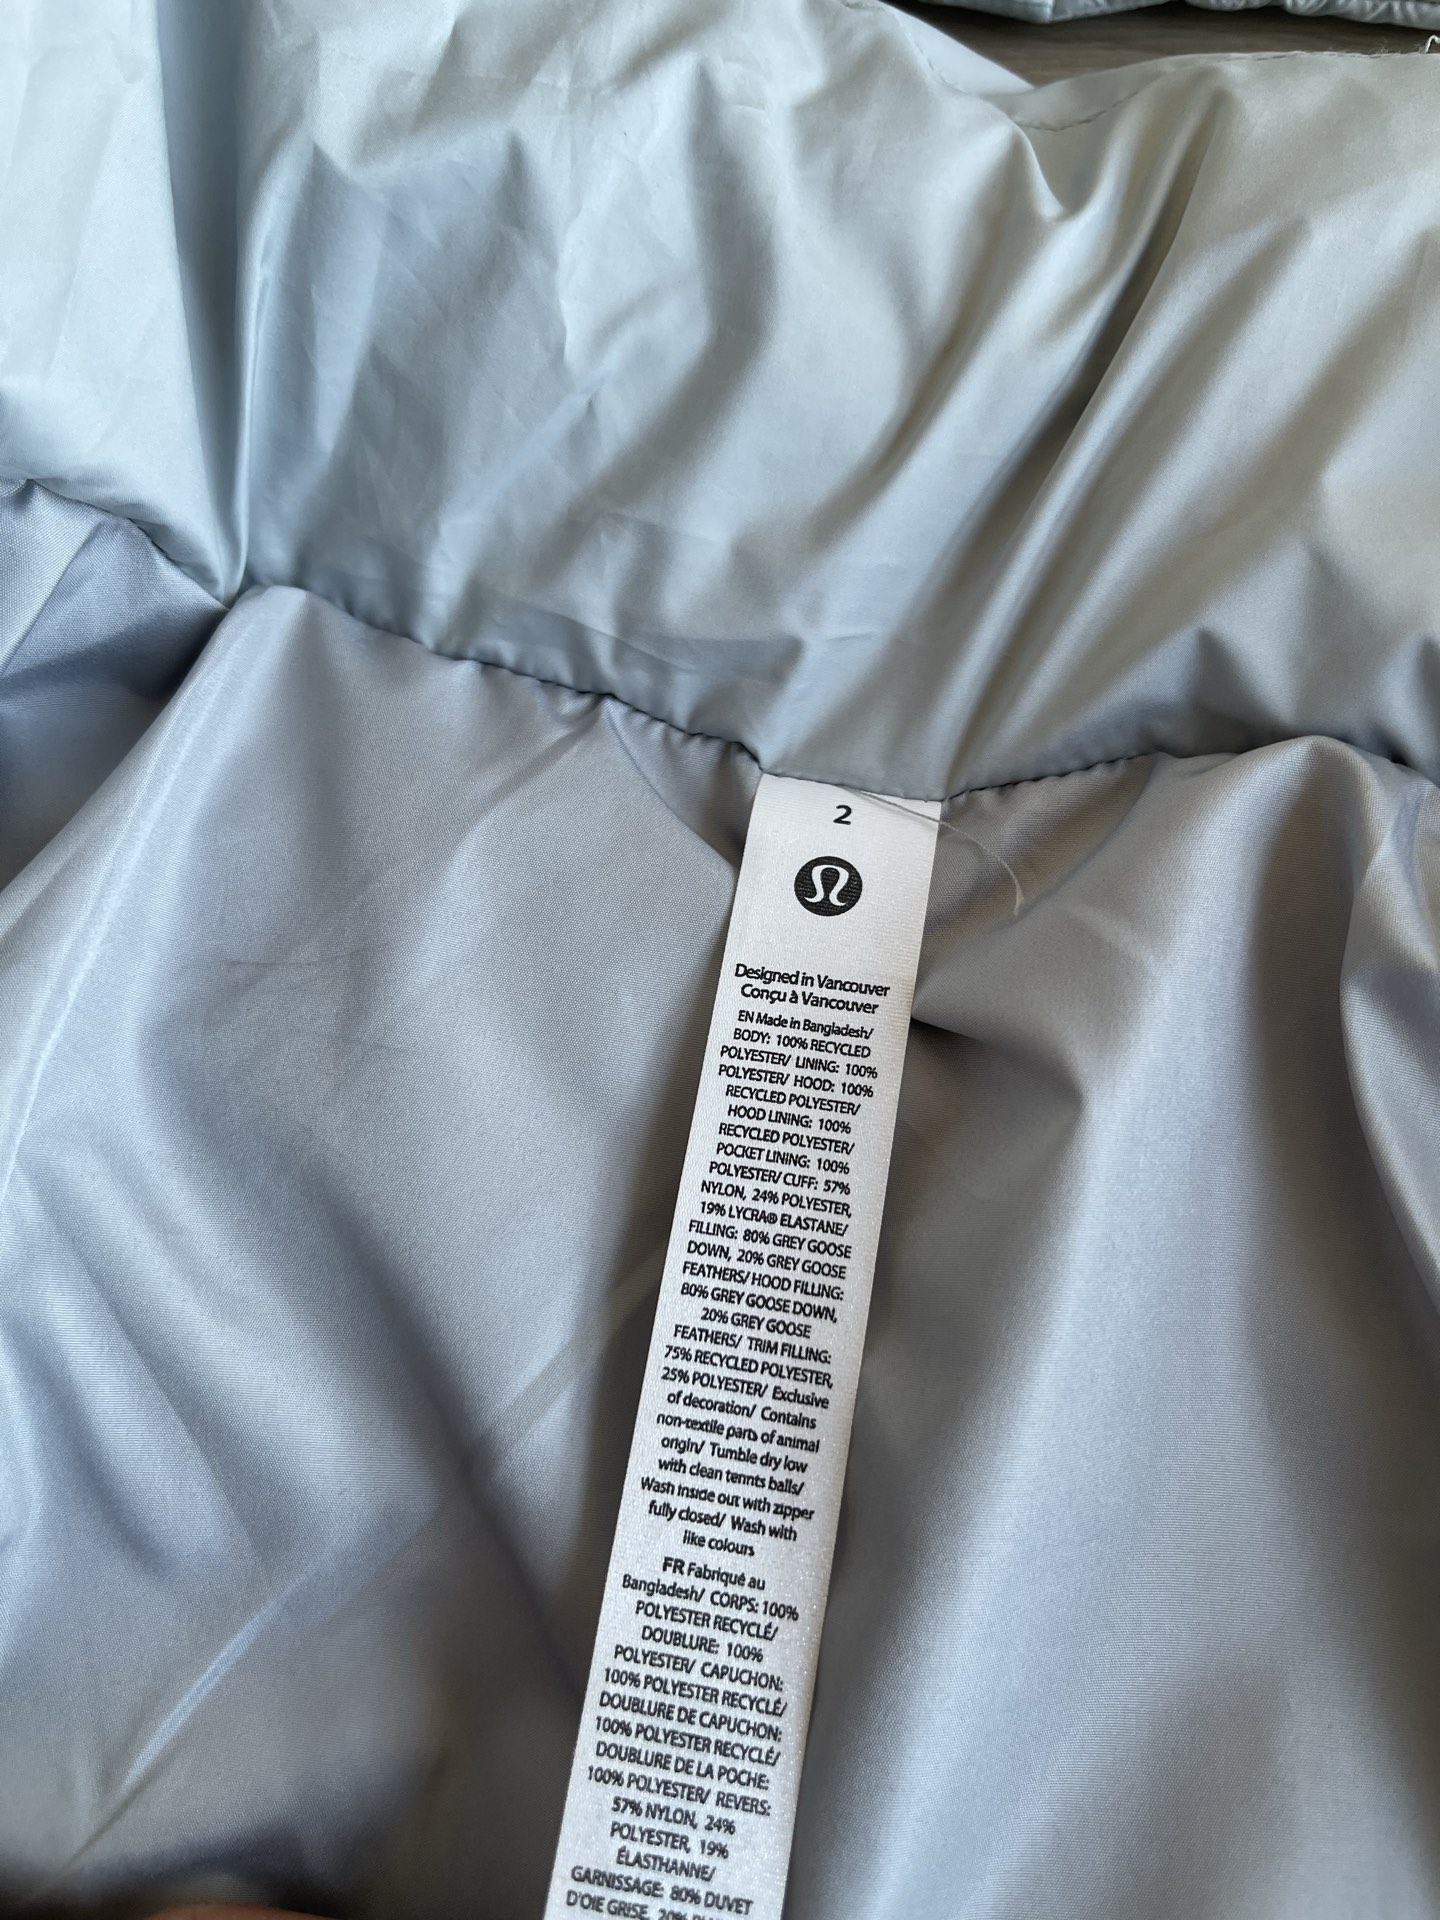 2
Designed in Vancouver
Conçu à Vancouver
EN Made in Bangladesh/
BODY: 100% RECYCLED
POLYESTER/ LINING: 100%
POLYESTER/ HOOD: 100%
RECYCLED POLYESTER/
HOOD LINING: 100%
RECYCLED POLYESTER/
POCKET LINING: 100%
POLYESTER/ CUFF: 57%
NYLON, 24% POLYESTER,
19% LYCRA® ELASTANE/
FILLING: 80% GREY GOOSE
DOWN, 20% GREY GOOSE
FEATHERS/ HOOD FILLING:
80% GREY GOOSE DOWN,
20% GREY GOOSE
FEATHERS/ TRIM FILLING:
75% RECYCLED POLYESTER,
25% POLYESTER/ Exclusive
of decoration/ Contains
non-textile parts of animal
origin/ Tumble dry low
with clean tennts balls/
Wash inside out with zipper
fully closed/ Wash with
like colours
FR Fabriqué au
Bangladesh/ CORPS: 100%
POLYESTER RECYCLÉ/
DOUBLURE: 100%
POLYESTER/ CAPUCHON:
100% POLYESTER RECYCLÉ/
DOUBLURE DE CAPUCHON:
100% POLYESTER RECYCLÉ/
DOUBLURE DE LA POCHE:
100% POLYESTER/ REVERS:
57% NYLON, 24%
POLYESTER, 19%
ÉLASTHANNE/
GARNISSAGE: 80% DUVET
D'OIE GRISE, 20%